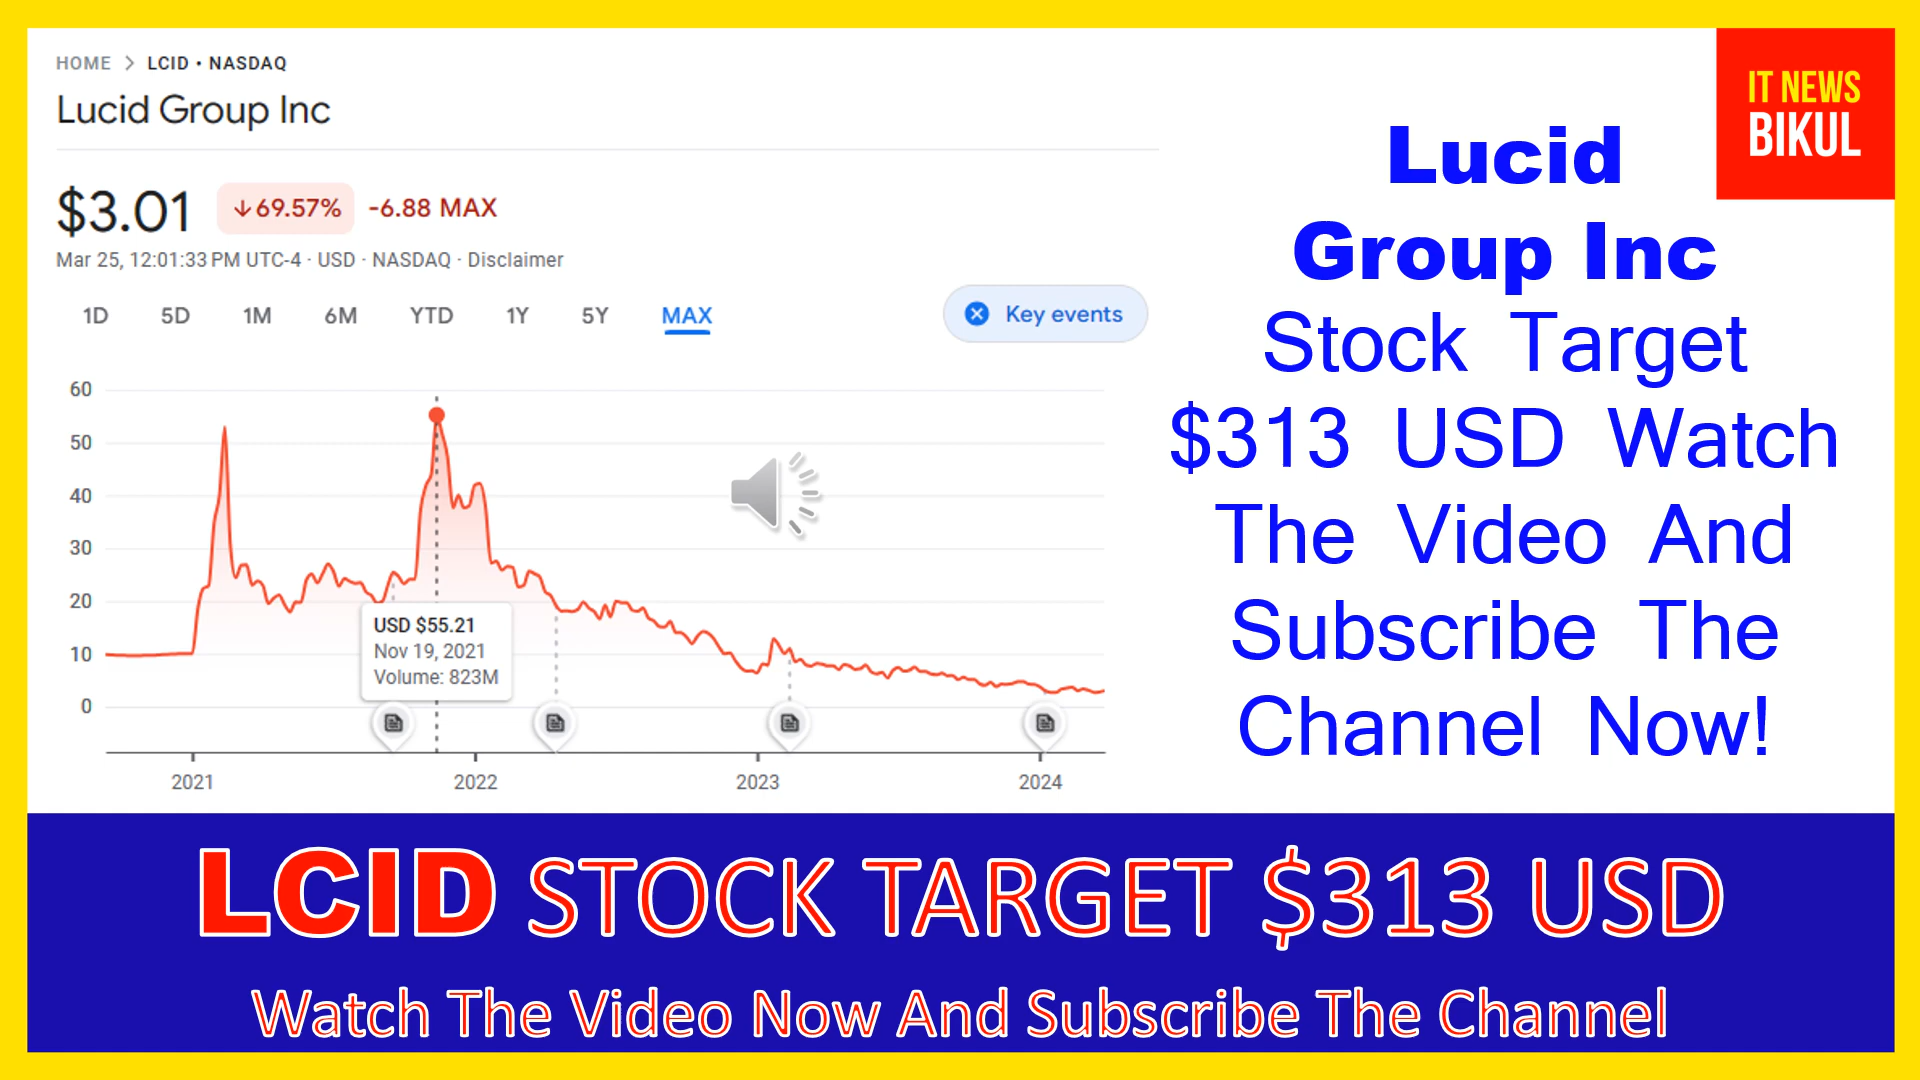 HOME > LCID • NASDAQ
Lucid Group Inc
$3.01 ↓69.57% -6.88 MAX
Mar 25, 12:01:33 PM UTC-4 · USD · NASDAQ · Disclaimer
1D 5D 1M 6M YTD 1Y 5Y MAX
Key events
60
50
40
30
20
10
0
USD $55.21
Nov 19, 2021
Volume: 823M
2021 2022 2023 2024
IT NEWS
BIKUL
Lucid
Group Inc
Stock Target
$313 USD Watch
The Video And
Subscribe The
Channel Now!
LCID STOCK TARGET $313 USD
Watch The Video Now And Subscribe The Channel